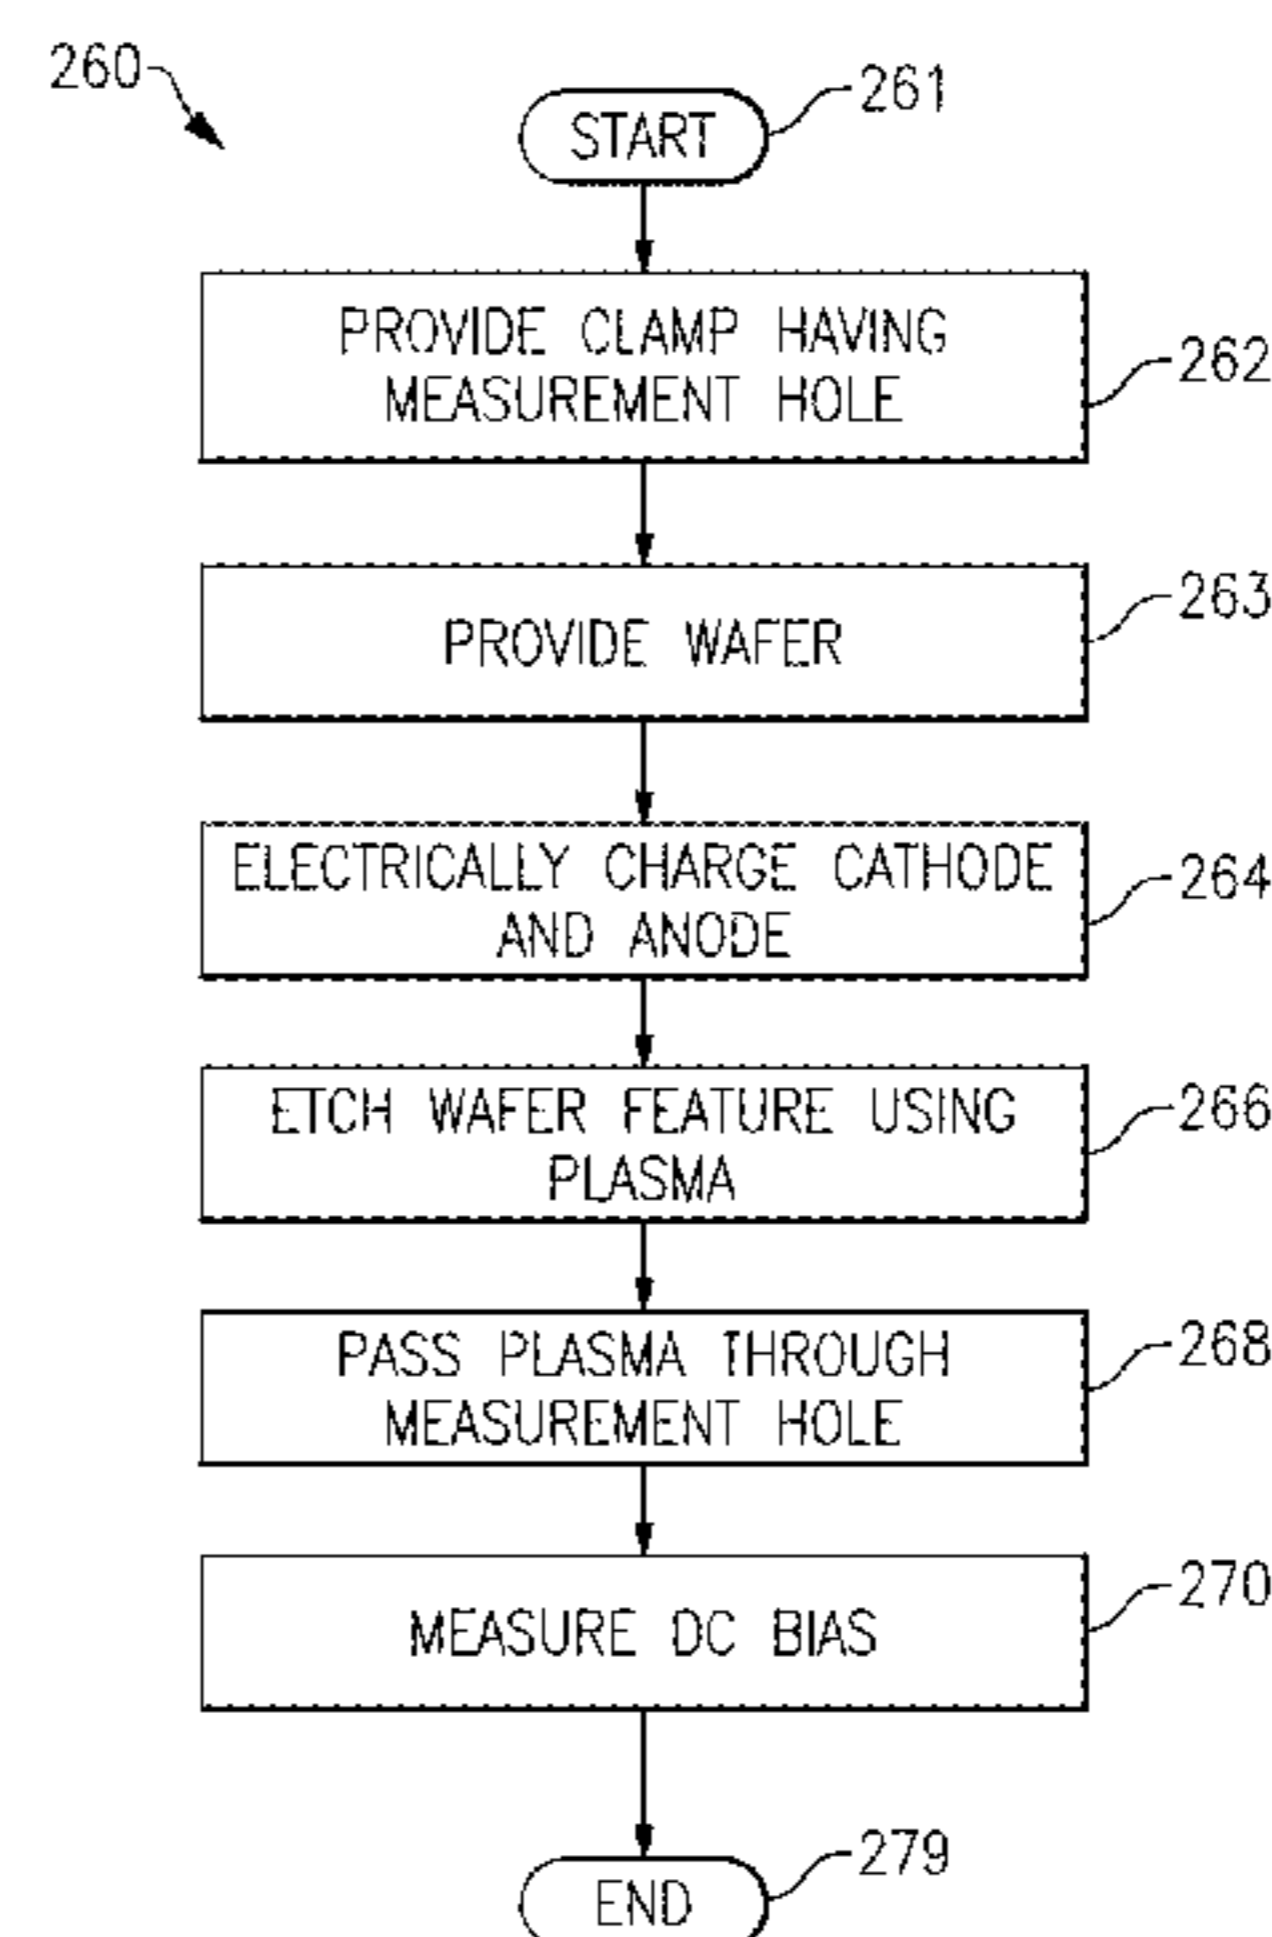 260
261
START
PROVIDE CLAMP HAVING
MEASUREMENT HOLE
262
PROVIDE WAFER
263
ELECTRICALLY CHARGE CATHODE
AND ANODE
264
ETCH WAFER FEATURE USING
PLASMA
266
PASS PLASMA THROUGH
MEASUREMENT HOLE
268
MEASURE DC BIAS
270
279
END